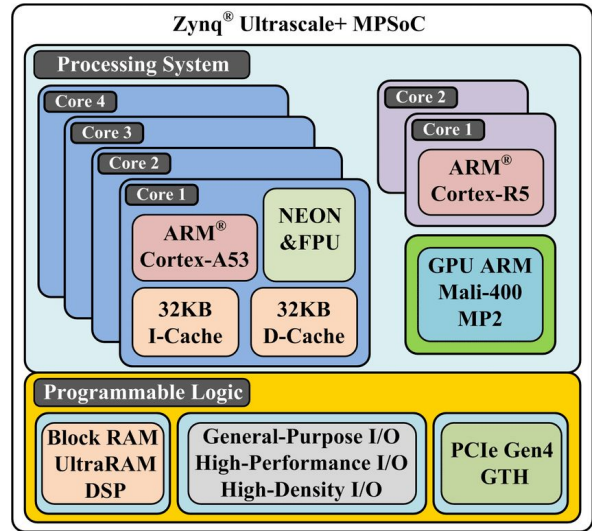 Zynq® Ultrascale+ MPSoC
Processing System
Core 4
Core 3
Core 2
Core 1
ARM®
Cortex-A53
NEON
&FPU
32KB
I-Cache
32KB
D-Cache
Core 2
Core 1
ARM®
Cortex-R5
GPU ARM
Mali-400
MP2
Programmable Logic
Block RAM
UltraRAM
DSP
General-Purpose I/O
High-Performance I/O
High-Density I/O
PCIe Gen4
GTH